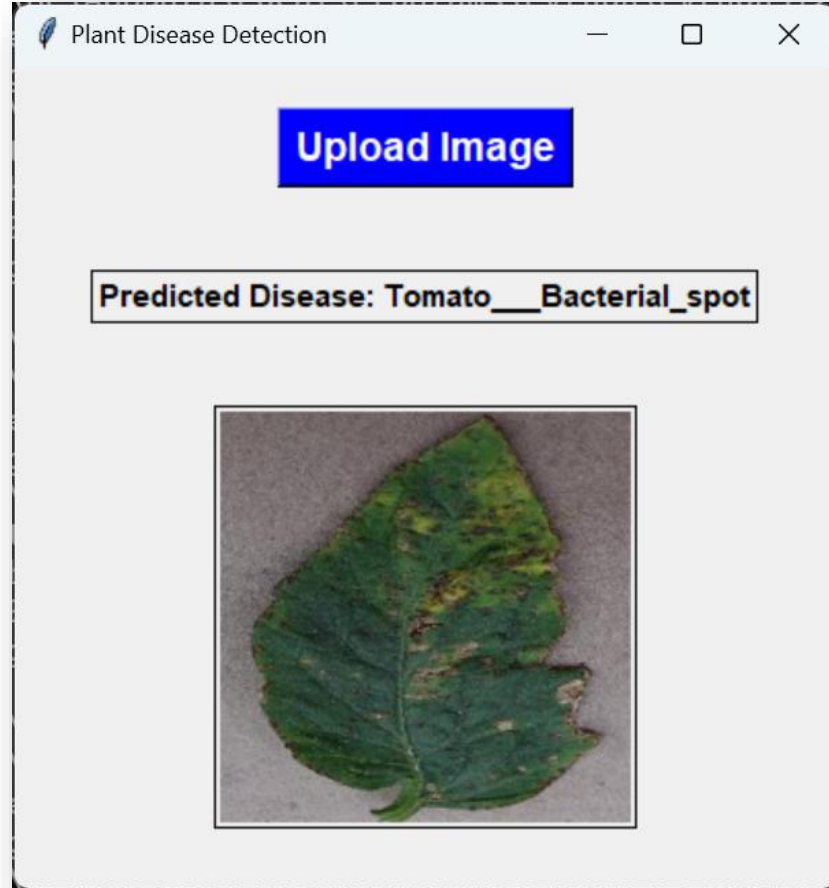 Plant Disease Detection
Upload Image
Predicted Disease: Tomato___Bacterial_spot